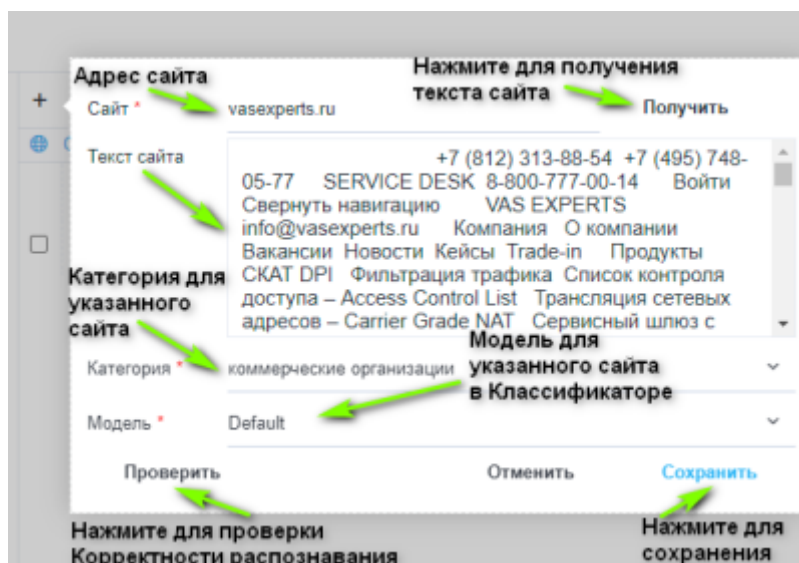 Адрес сайта
Нажмите для получения
текста сайта
Сайт *
vasexperts.ru
Получить
Текст сайта
+7 (812) 313-88-54 +7 (495) 748-
05-77 SERVICE DESK 8-800-777-00-14 Войти
Свернуть навигацию VAS EXPERTS
info@vasexperts.ru Компания О компании
Вакансии Новости Кейсы Trade-in Продукты
СКАТ DPI Фильтрация трафика Список контроля
доступа – Access Control List Трансляция сетевых
адресов – Carrier Grade NAT Сервисный шлюз с
Категория для
указанного
сайта
Модель для
указанного сайта
в Классификаторе
Категория *
коммерческие организации
Модель *
Default
Проверить
Отменить
Сохранить
Нажмите для проверки
Корректности распознавания
Нажмите для
сохранения